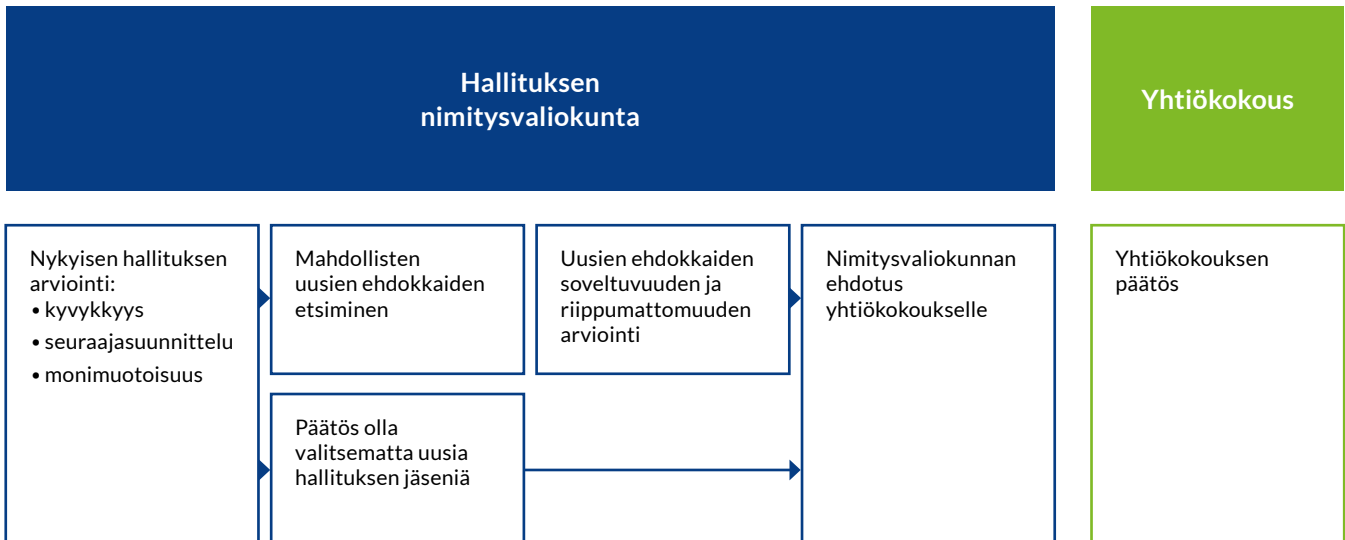 Hallituksen
nimitysvaliokunta
Yhtiökokous
Nykyisen hallituksen
arviointi:
• kyvykkyys
• seuraajasuunnittelu
• monimuotoisuus
Mahdollisten
uusien ehdokkaiden
etsiminen
Uusien ehdokkaiden
soveltuvuuden ja
riippumattomuuden
arviointi
Nimitysvaliokunnan
ehdotus
yhtiökokoukselle
Yhtiökokouksen
päätös
Päätös olla
valitsematta uusia
hallituksen jäseniä